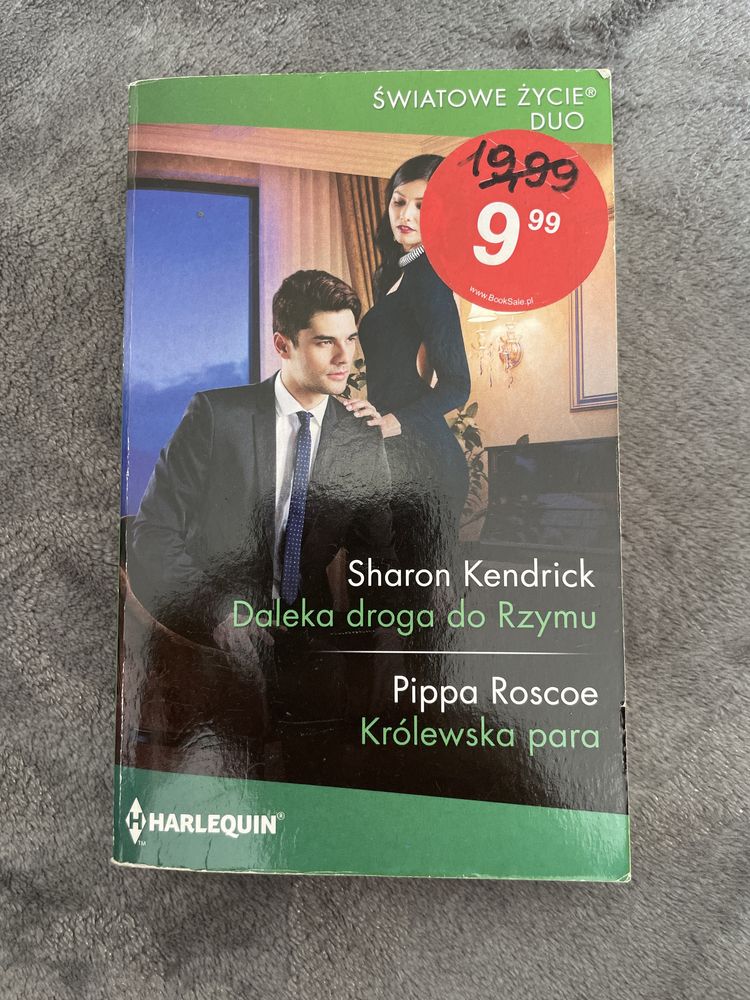 ŚWIATOWE ŻYCIE®
DUO
19,99
9 99
www.BookSale.pl
Sharon Kendrick
Daleka droga do Rzymu
Pippa Roscoe
Królewska para
H HARLEQUIN®
TM